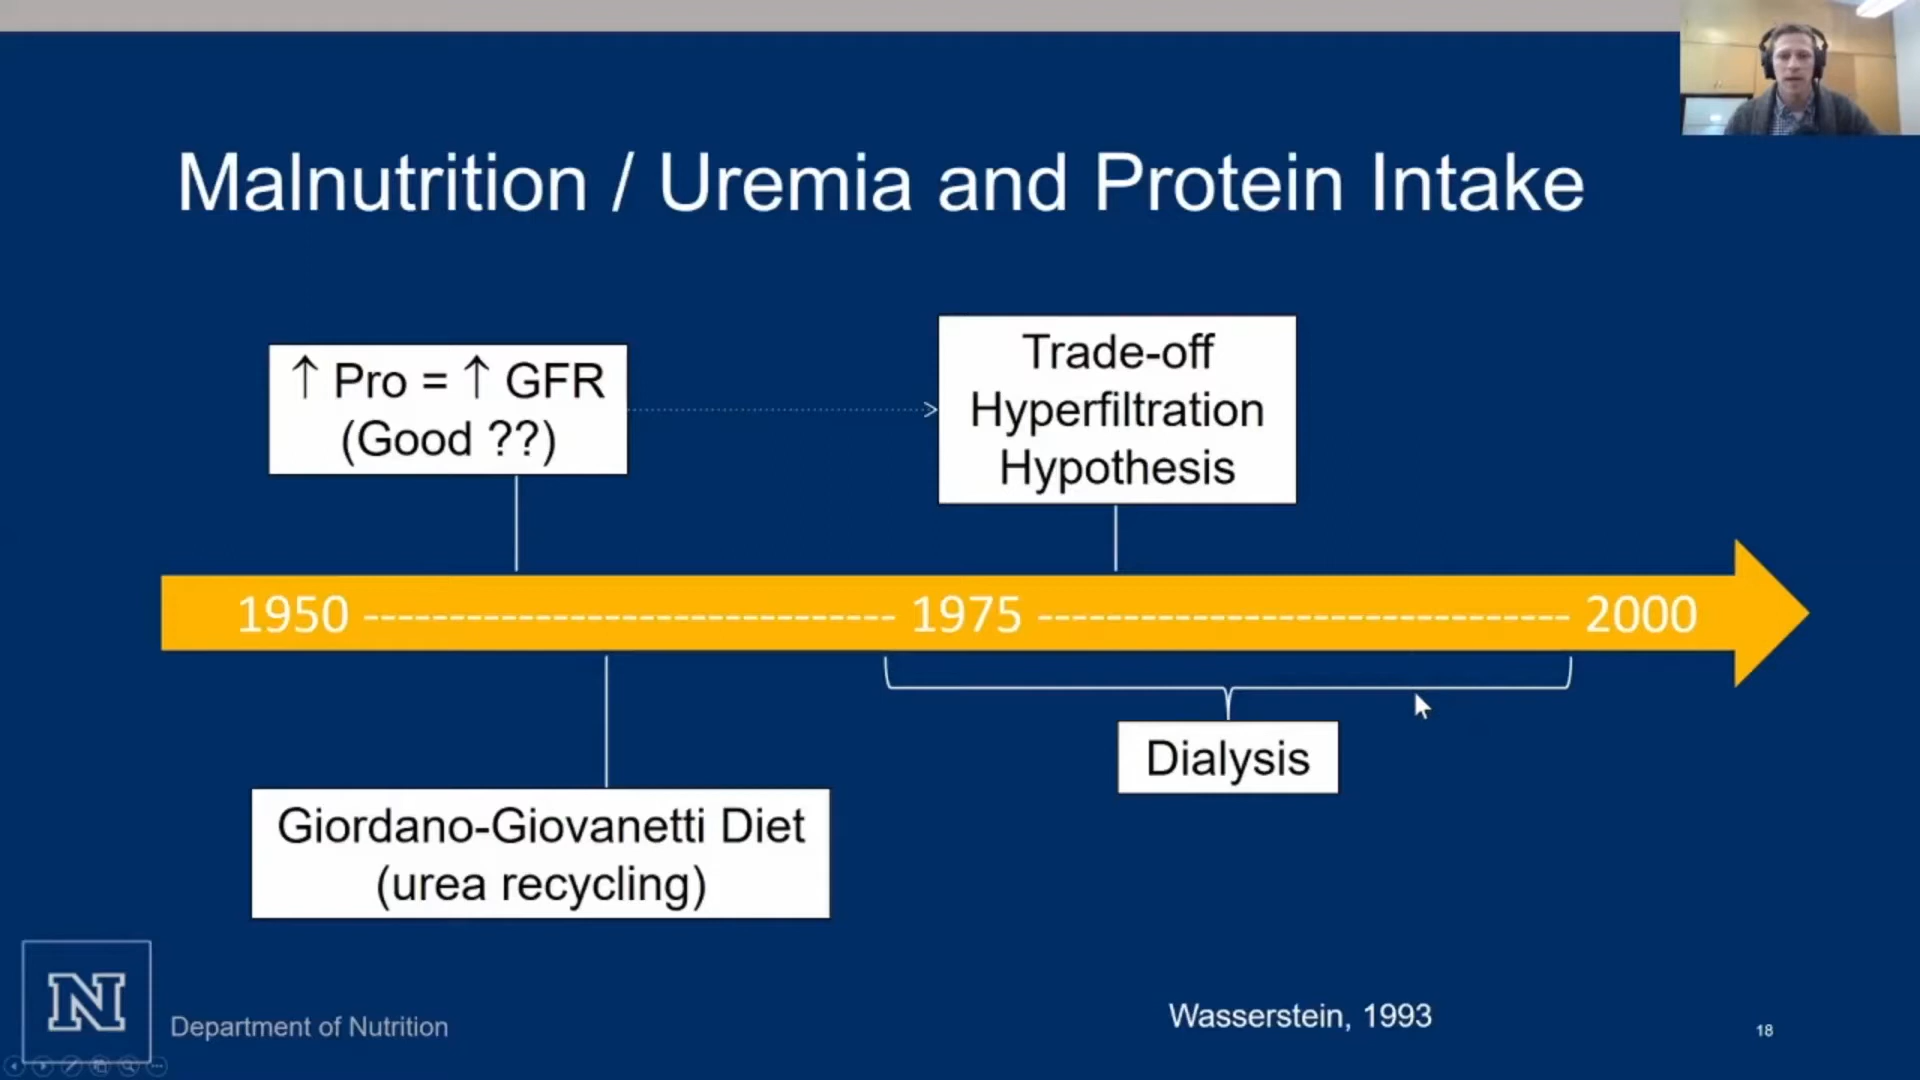 Malnutrition / Uremia and Protein Intake
↑ Pro = ↑ GFR
(Good ??)
Trade-off
Hyperfiltration
Hypothesis
1950 ------------------------------- 1975 ------------------------------- 2000
Dialysis
Giordano-Giovanetti Diet
(urea recycling)
N
Department of Nutrition
Wasserstein, 1993
18